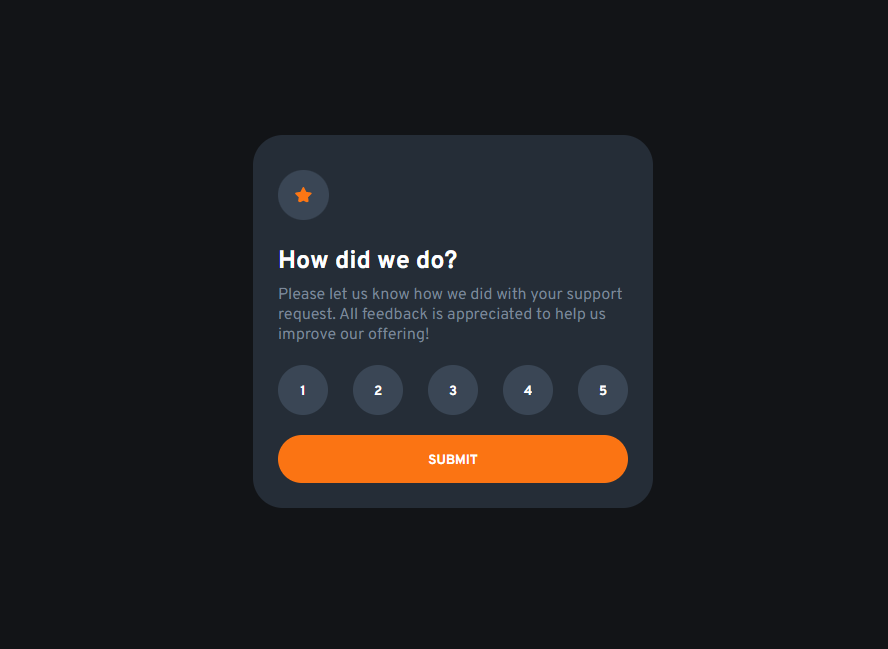 How did we do?
Please let us know how we did with your support
request. All feedback is appreciated to help us
improve our offering!
1 2 3 4 5
SUBMIT